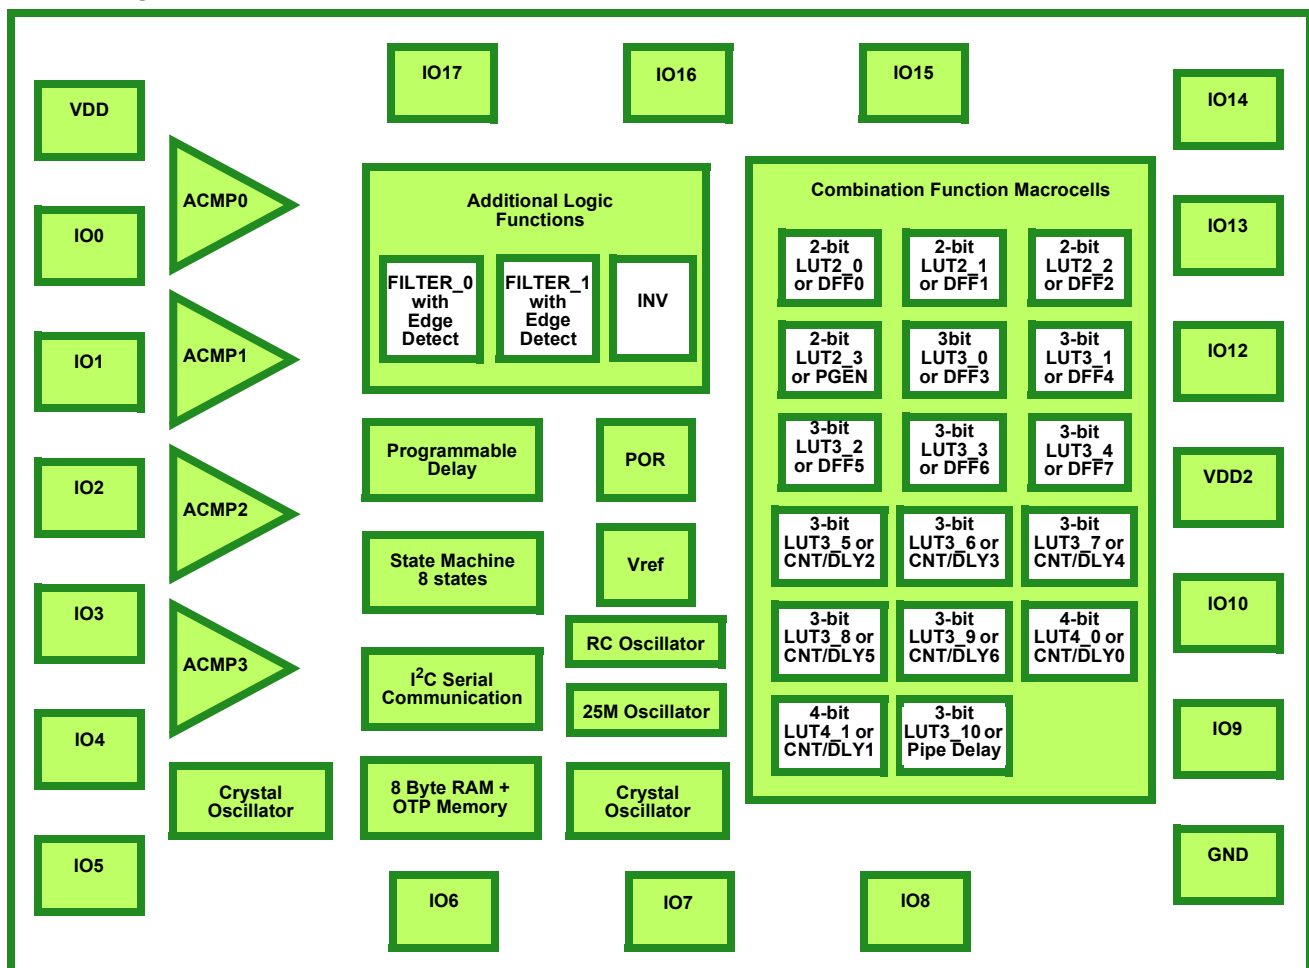 IO17
IO16
IO15
IO14
VDD
ACMP0
IO0
IO1
ACMP1
IO2
ACMP2
IO3
ACMP3
IO4
IO5
Additional Logic
Functions
FILTER_0
with
Edge
Detect
FILTER_1
with
Edge
Detect
INV
Programmable
Delay
POR
State Machine
8 states
Vref
RC Oscillator
I²C Serial
Communication
25M Oscillator
Crystal
Oscillator
8 Byte RAM +
OTP Memory
Crystal
Oscillator
Combination Function Macrocells
2-bit
LUT2_0
or DFF0
2-bit
LUT2_1
or DFF1
2-bit
LUT2_2
or DFF2
2-bit
LUT2_3
or PGEN
3bit
LUT3_0
or DFF3
3-bit
LUT3_1
or DFF4
3-bit
LUT3_2
or DFF5
3-bit
LUT3_3
or DFF6
3-bit
LUT3_4
or DFF7
3-bit
LUT3_5 or
CNT/DLY2
3-bit
LUT3_6 or
CNT/DLY3
3-bit
LUT3_7 or
CNT/DLY4
3-bit
LUT3_8 or
CNT/DLY5
3-bit
LUT3_9 or
CNT/DLY6
4-bit
LUT4_0 or
CNT/DLY0
4-bit
LUT4_1 or
CNT/DLY1
3-bit
LUT3_10 or
Pipe Delay
IO13
IO12
VDD2
IO10
IO9
GND
IO6
IO7
IO8